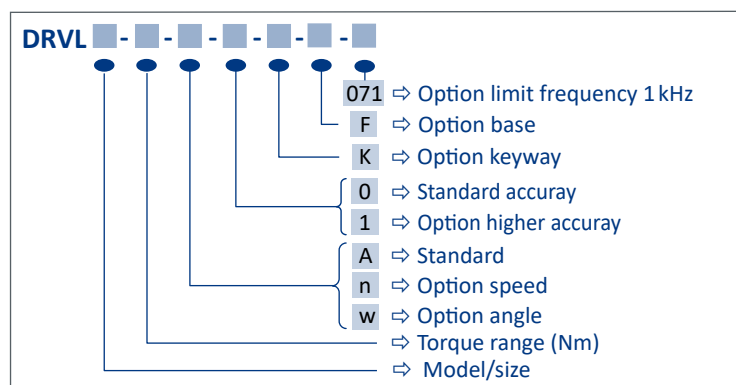 DRVL - - - - - -
071 ⇨ Option limit frequency 1 kHz
F ⇨ Option base
K ⇨ Option keyway
0 ⇨ Standard accuray
1 ⇨ Option higher accuray
A ⇨ Standard
n ⇨ Option speed
w ⇨ Option angle
⇨ Torque range (Nm)
⇨ Model/size